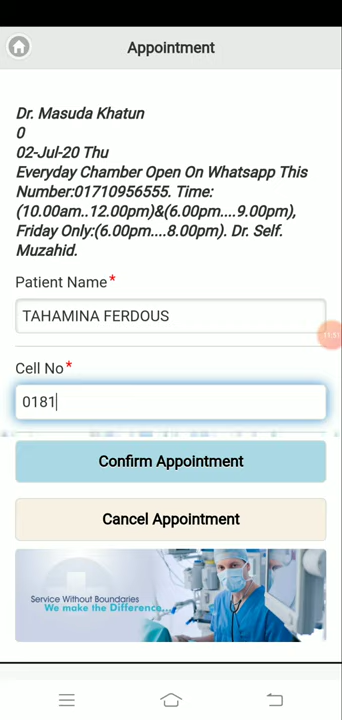 Appointment
Dr. Masuda Khatun
0
02-Jul-20 Thu
Everyday Chamber Open On Whatsapp This
Number:01710956555. Time:
(10.00am..12.00pm)&(6.00pm....9.00pm),
Friday Only:(6.00pm....8.00pm). Dr. Self.
Muzahid.
Patient Name*
TAHAMINA FERDOUS
Cell No*
0181
Confirm Appointment
Cancel Appointment
Service Without Boundaries
We make the Difference...